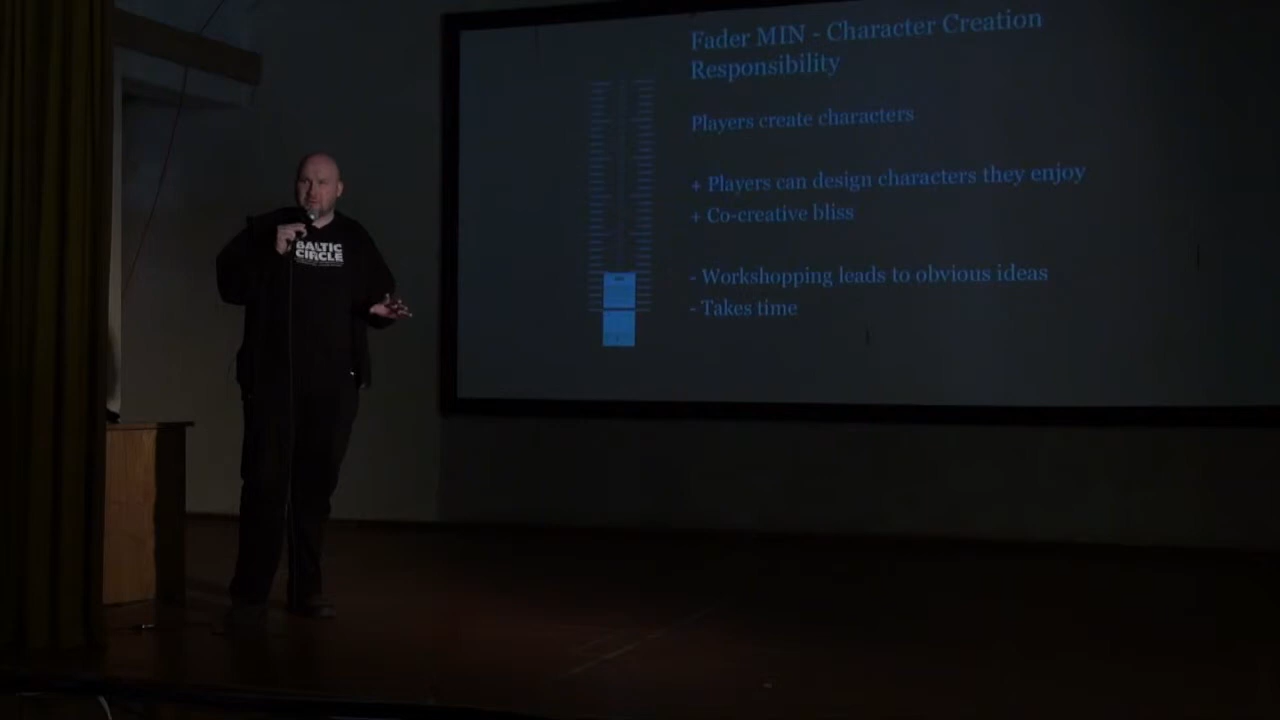 BALTIC
CIRCLE
Fader MIN - Character Creation
Responsibility
Players create characters
+ Players can design characters they enjoy
+ Co-creative bliss
- Workshopping leads to obvious ideas
- Takes time